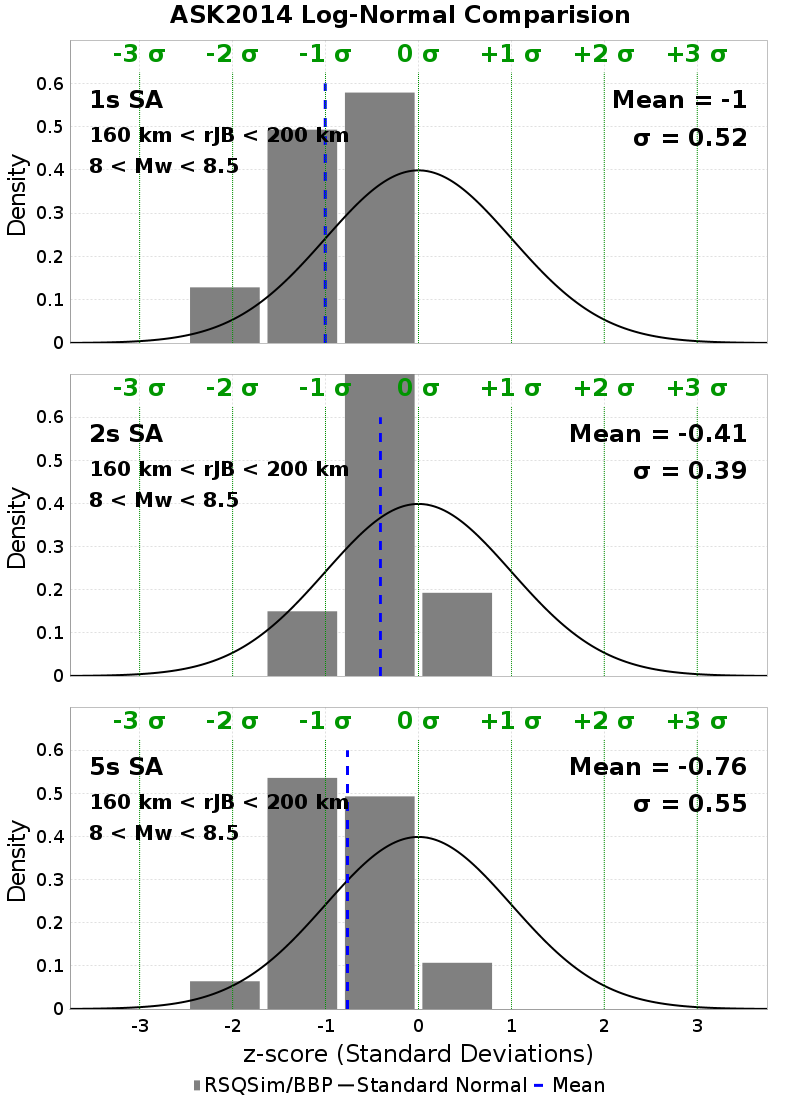 ASK2014 Log-Normal Comparision
-3 σ -2 σ -1 σ 0 σ +1 σ +2 σ +3 σ
1s SA
160 km < rJB < 200 km
8 < Mw < 8.5
Mean = -1
σ = 0.52
Density
0.6
0.5
0.4
0.3
0.2
0.1
0
-3 σ -2 σ -1 σ 0 σ +1 σ +2 σ +3 σ
2s SA
160 km < rJB < 200 km
8 < Mw < 8.5
Mean = -0.41
σ = 0.39
Density
0.6
0.5
0.4
0.3
0.2
0.1
0
-3 σ -2 σ -1 σ 0 σ +1 σ +2 σ +3 σ
5s SA
160 km < rJB < 200 km
8 < Mw < 8.5
Mean = -0.76
σ = 0.55
Density
0.6
0.5
0.4
0.3
0.2
0.1
0
-3 -2 -1 0 1 2 3
z-score (Standard Deviations)
RSQSim/BBP Standard Normal Mean